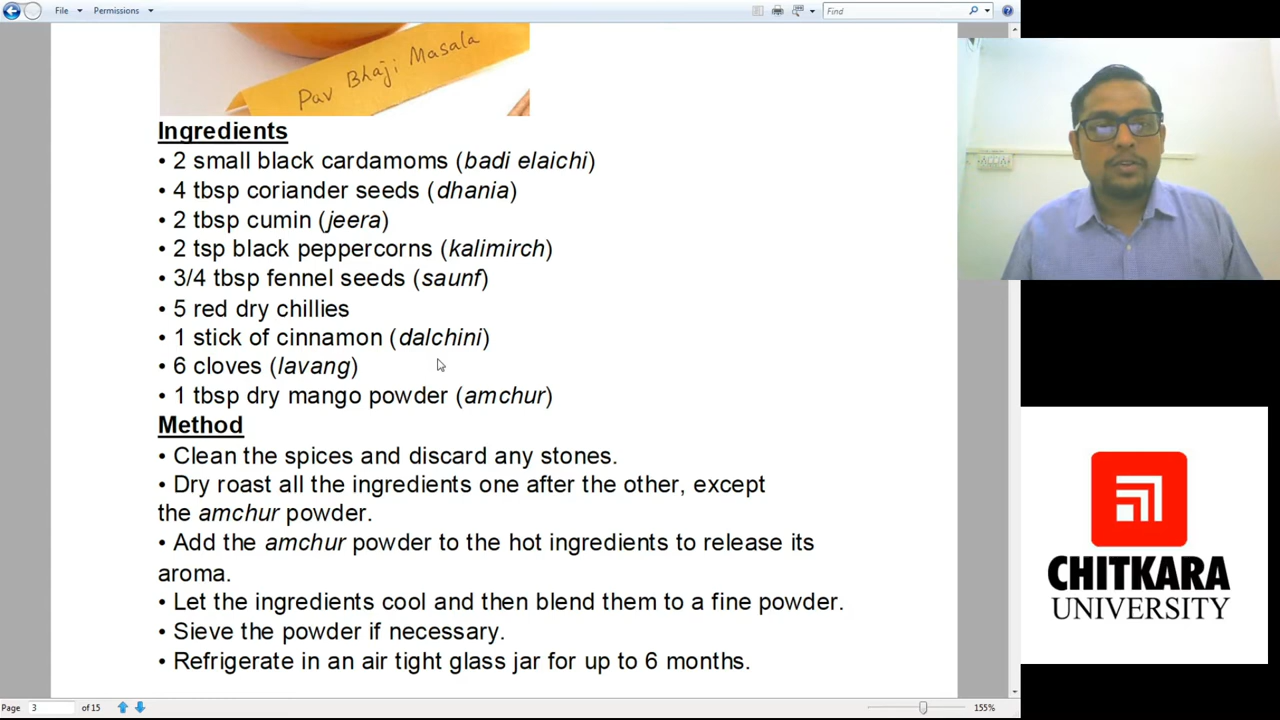 File
Permissions
Find
Pav Bhaji Masala
Ingredients
• 2 small black cardamoms (badi elaichi)
• 4 tbsp coriander seeds (dhania)
• 2 tbsp cumin (jeera)
• 2 tsp black peppercorns (kalimirch)
• 3/4 tbsp fennel seeds (saunf)
• 5 red dry chillies
• 1 stick of cinnamon (dalchini)
• 6 cloves (lavang)
• 1 tbsp dry mango powder (amchur)
Method
• Clean the spices and discard any stones.
• Dry roast all the ingredients one after the other, except
the amchur powder.
• Add the amchur powder to the hot ingredients to release its
aroma.
• Let the ingredients cool and then blend them to a fine powder.
• Sieve the powder if necessary.
• Refrigerate in an air tight glass jar for up to 6 months.
CHITKARA
UNIVERSITY
Page 3 of 15
155%